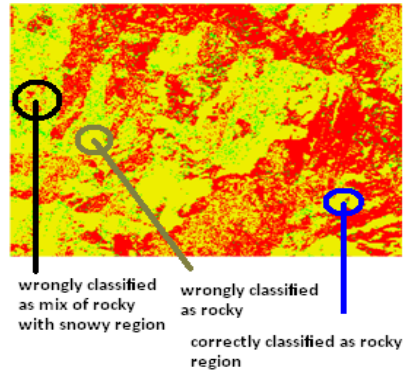 wrongly classified
as mix of rocky
with snowy region
wrongly classified
as rocky
correctly classified as rocky
region